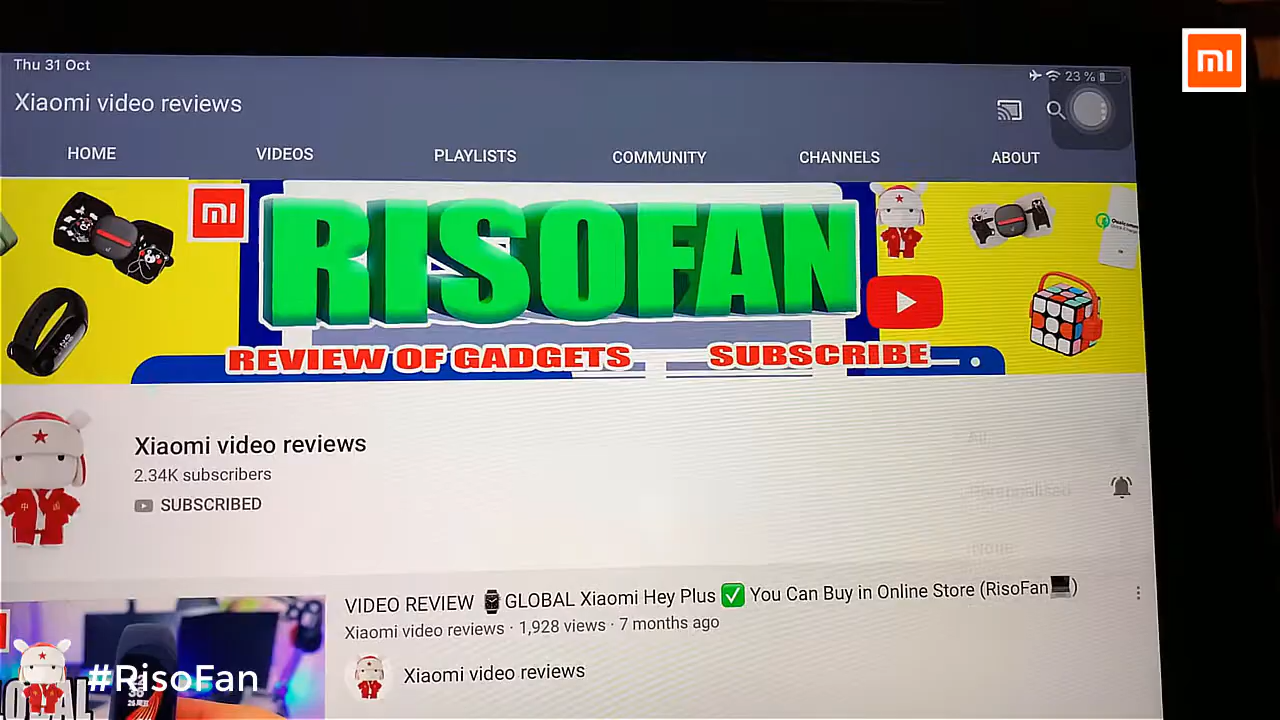 Thu 31 Oct
23 %
Xiaomi video reviews
HOME VIDEOS PLAYLISTS COMMUNITY CHANNELS ABOUT
mi
mi
RISOFAN
REVIEW OF GADGETS SUBSCRIBE
Xiaomi video reviews
2.34K subscribers
SUBSCRIBED
All
Personalised
None
VIDEO REVIEW ⌚GLOBAL Xiaomi Hey Plus ✅ You Can Buy in Online Store (RisoFan💻)
Xiaomi video reviews · 1,928 views · 7 months ago
Xiaomi video reviews
#RisoFan